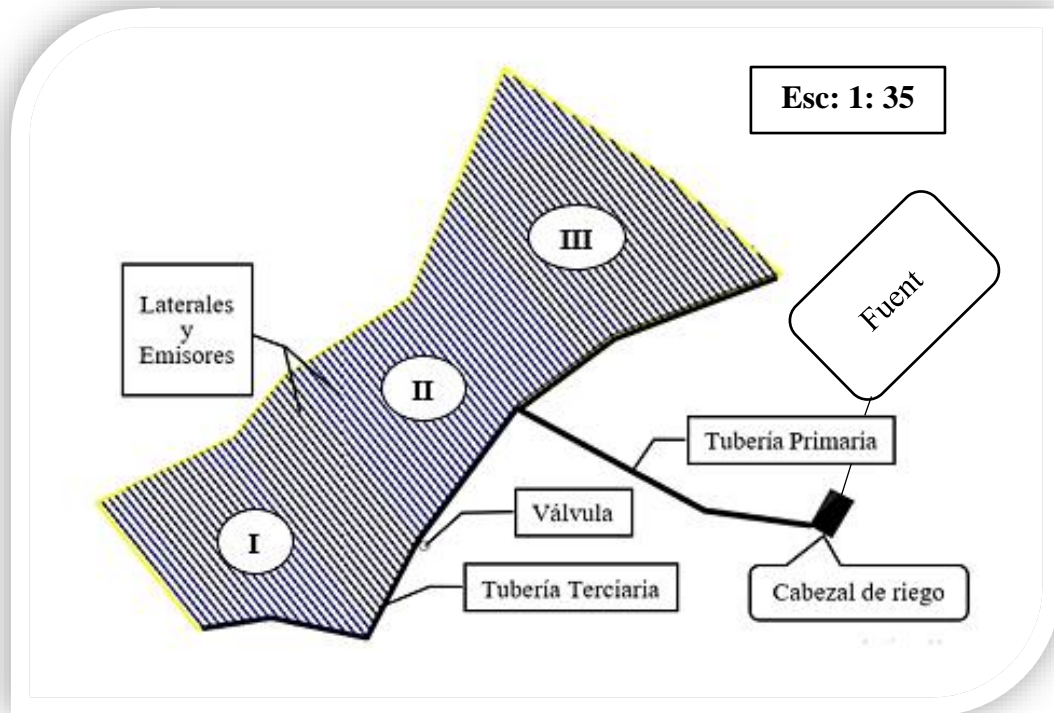 Esc: 1: 35
III
Fuent
Laterales
y
Emisores
II
Tubería Primaria
Válvula
I
Tubería Terciaria
Cabezal de riego